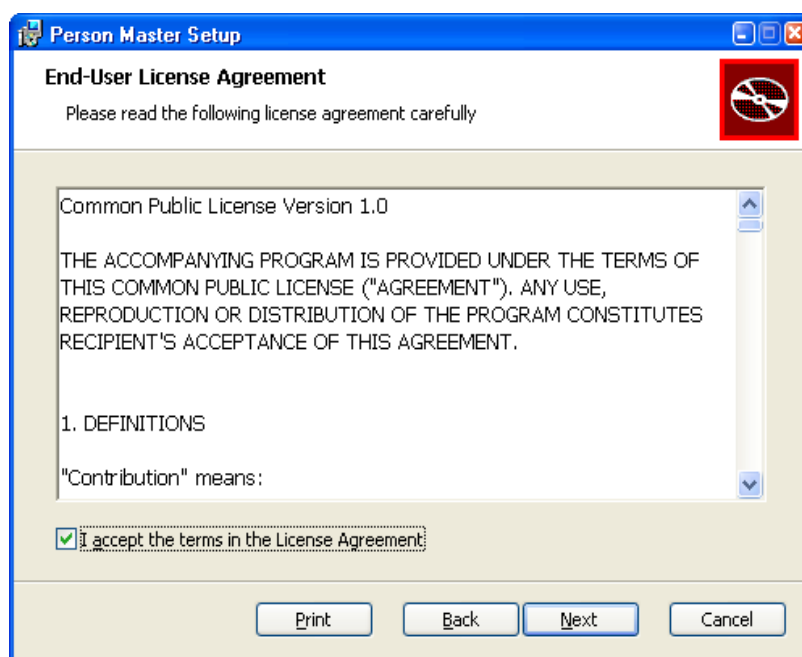 Person Master Setup
End-User License Agreement
Please read the following license agreement carefully
Common Public License Version 1.0
THE ACCOMPANYING PROGRAM IS PROVIDED UNDER THE TERMS OF
THIS COMMON PUBLIC LICENSE ("AGREEMENT"). ANY USE,
REPRODUCTION OR DISTRIBUTION OF THE PROGRAM CONSTITUTES
RECIPIENT'S ACCEPTANCE OF THIS AGREEMENT.
1. DEFINITIONS
"Contribution" means:
I accept the terms in the License Agreement
Print Back Next Cancel